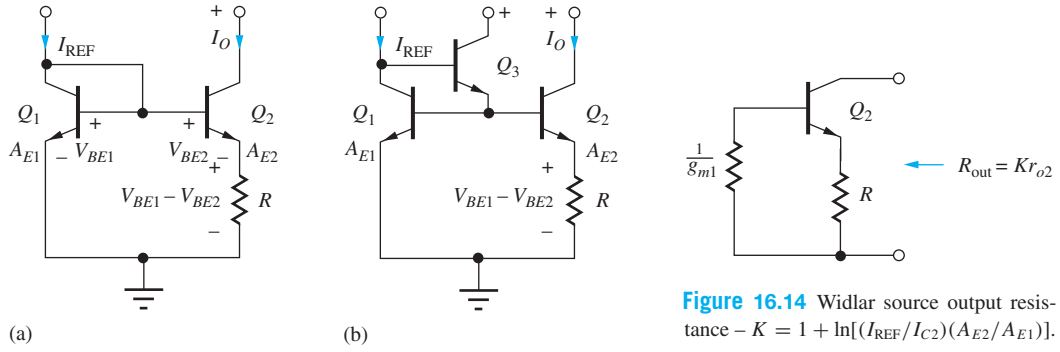 +
+
+
I_REF
I_O
Q_1
+
+
Q_2
A_E1
−
V_BE1
V_BE2
−
A_E2
+
V_BE1 − V_BE2
R
−
(a)
I_REF
I_O
Q_3
Q_1
Q_2
A_E1
A_E2
+
V_BE1 − V_BE2
R
−
(b)
Q_2
1/g_m1
R
R_out = Kr_o2
Figure 16.14 Widlar source output resis-
tance – K = 1 + ln[(I_REF/I_C2)(A_E2/A_E1)].